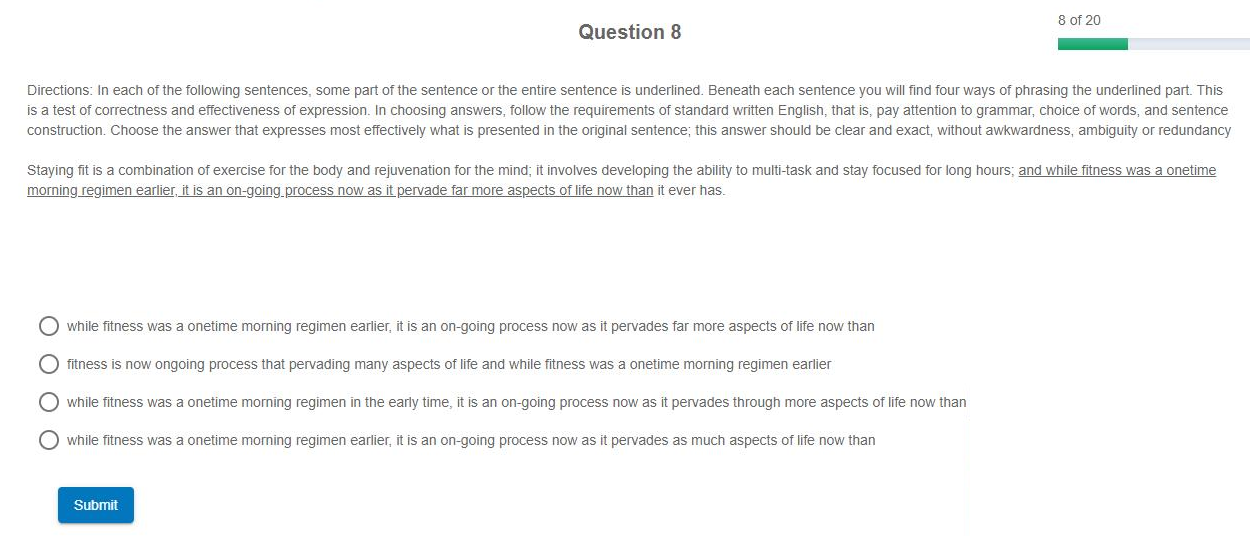 8 of 20
Question 8
Directions: In each of the following sentences, some part of the sentence or the entire sentence is underlined. Beneath each sentence you will find four ways of phrasing the underlined part. This
is a test of correctness and effectiveness of expression. In choosing answers, follow the requirements of standard written English, that is, pay attention to grammar, choice of words, and sentence
construction. Choose the answer that expresses most effectively what is presented in the original sentence; this answer should be clear and exact, without awkwardness, ambiguity or redundancy
Staying fit is a combination of exercise for the body and rejuvenation for the mind; it involves developing the ability to multi-task and stay focused for long hours; and while fitness was a onetime
morning regimen earlier, it is an on-going process now as it pervade far more aspects of life now than it ever has.
while fitness was a onetime morning regimen earlier, it is an on-going process now as it pervades far more aspects of life now than
fitness is now ongoing process that pervading many aspects of life and while fitness was a onetime morning regimen earlier
while fitness was a onetime morning regimen in the early time, it is an on-going process now as it pervades through more aspects of life now than
while fitness was a onetime morning regimen earlier, it is an on-going process now as it pervades as much aspects of life now than
Submit